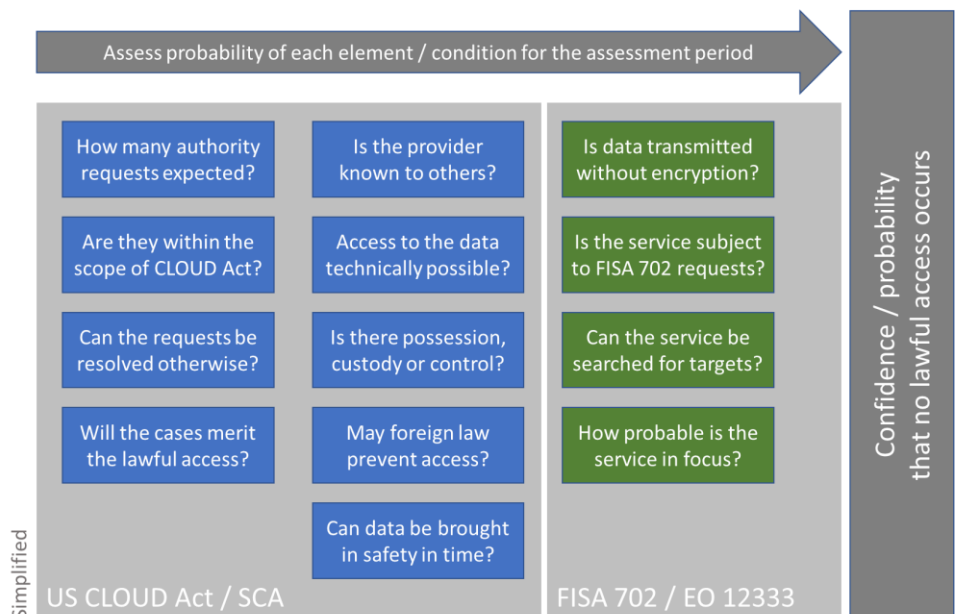 Assess probability of each element / condition for the assessment period
How many authority
requests expected?
Are they within the
scope of CLOUD Act?
Can the requests be
resolved otherwise?
Will the cases merit
the lawful access?
Is the provider
known to others?
Access to the data
technically possible?
Is there possession,
custody or control?
May foreign law
prevent access?
Can data be brought
in safety in time?
US CLOUD Act / SCA
Is data transmitted
without encryption?
Is the service subject
to FISA 702 requests?
Can the service be
searched for targets?
How probable is the
service in focus?
FISA 702 / EO 12333
Confidence / probability
that no lawful access occurs
Simplified